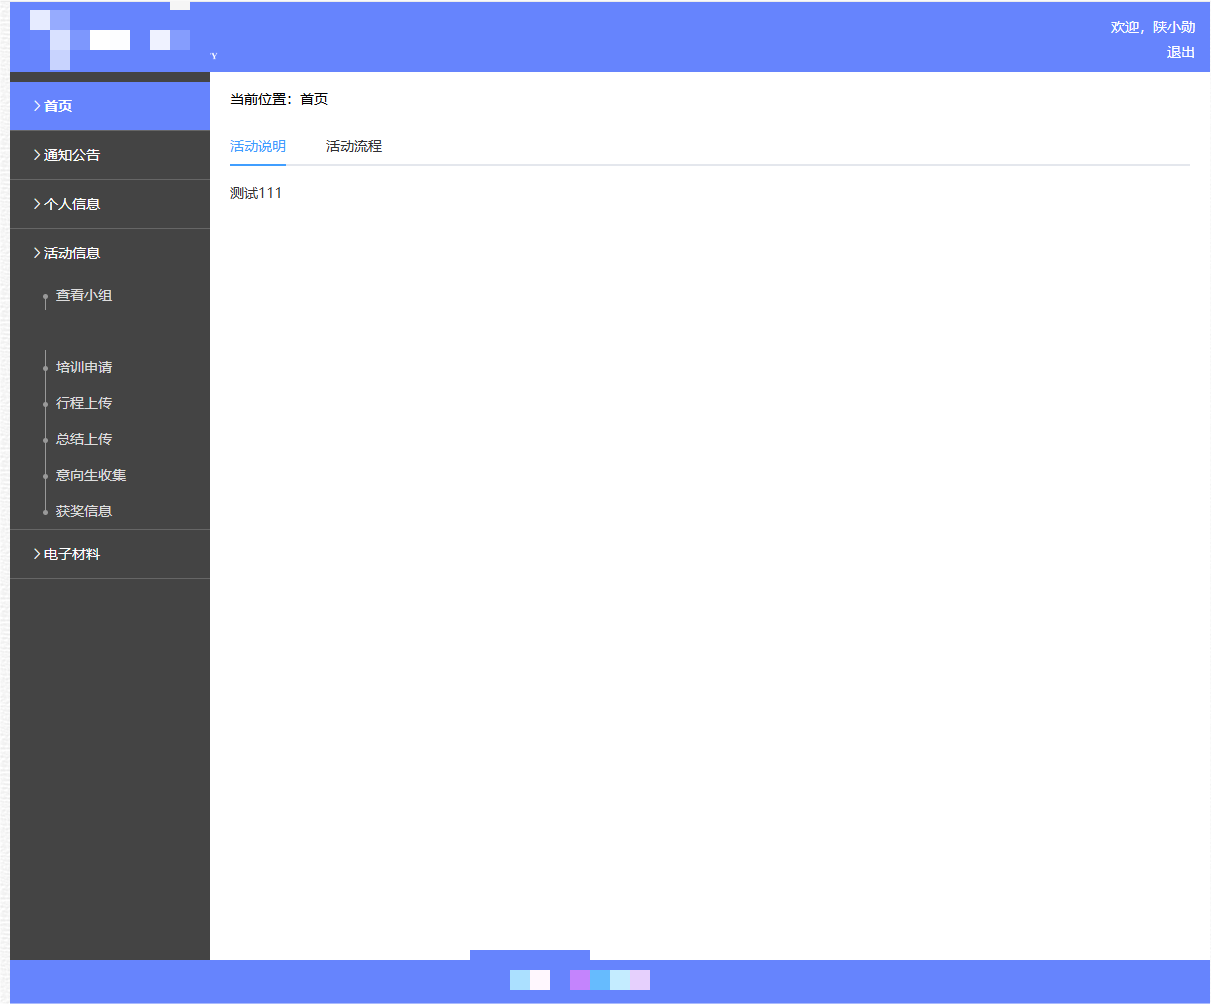 欢迎，陕小勋
退出
首页
通知公告
个人信息
活动信息
查看小组
培训申请
行程上传
总结上传
意向生收集
获奖信息
电子材料
当前位置：首页
活动说明 活动流程
测试111